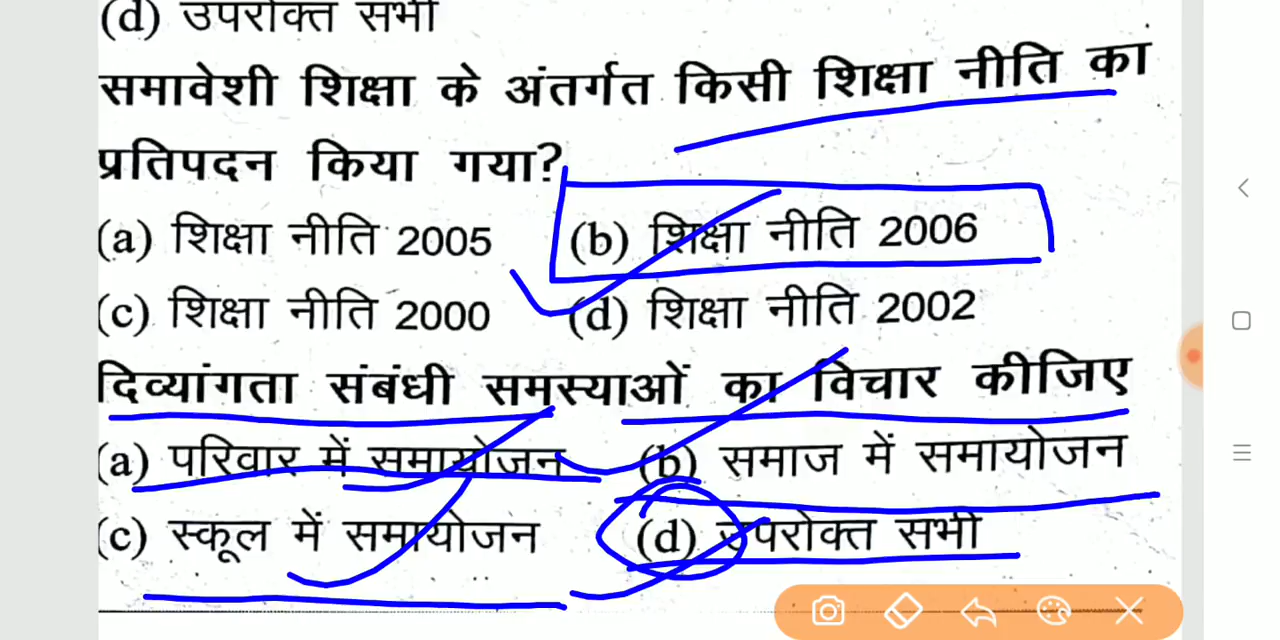 (d) उपरोक्त सभी
समावेशी शिक्षा के अंतर्गत किसी शिक्षा नीति का
प्रतिपदन किया गया?
(a) शिक्षा नीति 2005 (b) शिक्षा नीति 2006
(c) शिक्षा नीति 2000 (d) शिक्षा नीति 2002
दिव्यांगता संबंधी समस्याओं का विचार कीजिए
(a) परिवार में समायोजन (b) समाज में समायोजन
(c) स्कूल में समायोजन (d) उपरोक्त सभी